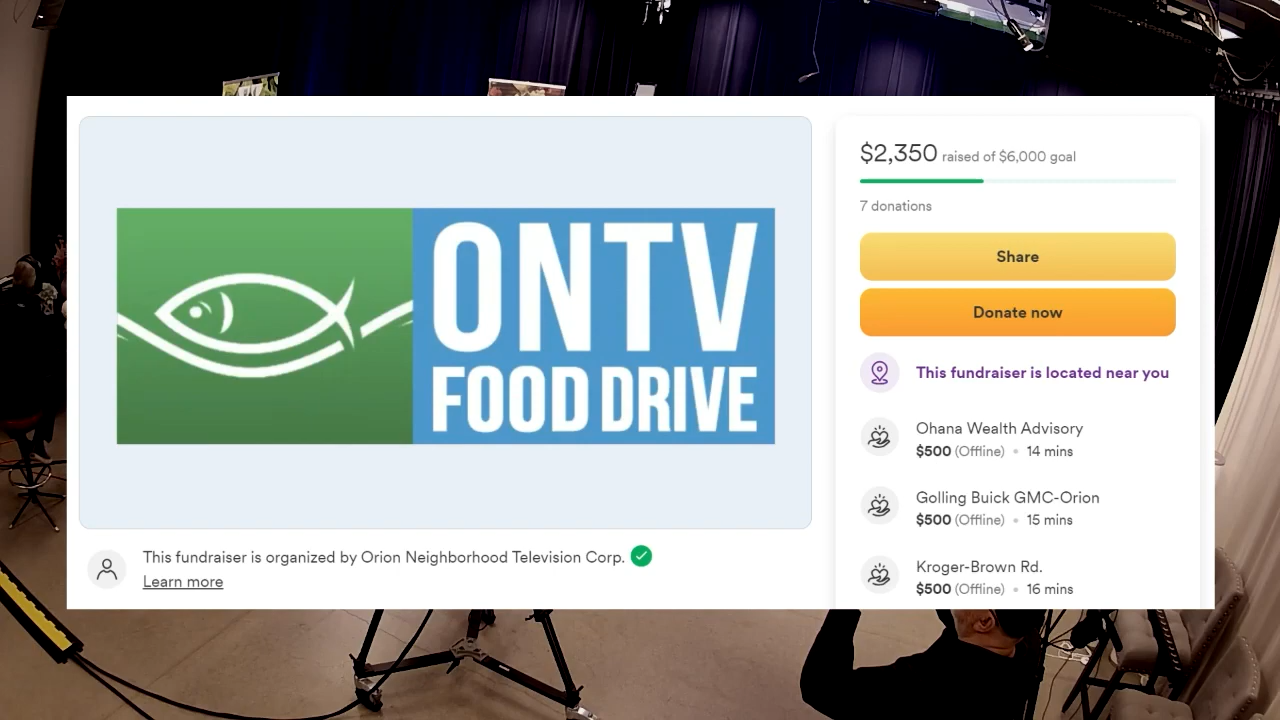 ONTV
FOOD DRIVE
This fundraiser is organized by Orion Neighborhood Television Corp.
Learn more
$2,350 raised of $6,000 goal
7 donations
Share
Donate now
This fundraiser is located near you
Ohana Wealth Advisory
$500 (Offline) • 14 mins
Golling Buick GMC-Orion
$500 (Offline) • 15 mins
Kroger-Brown Rd.
$500 (Offline) • 16 mins